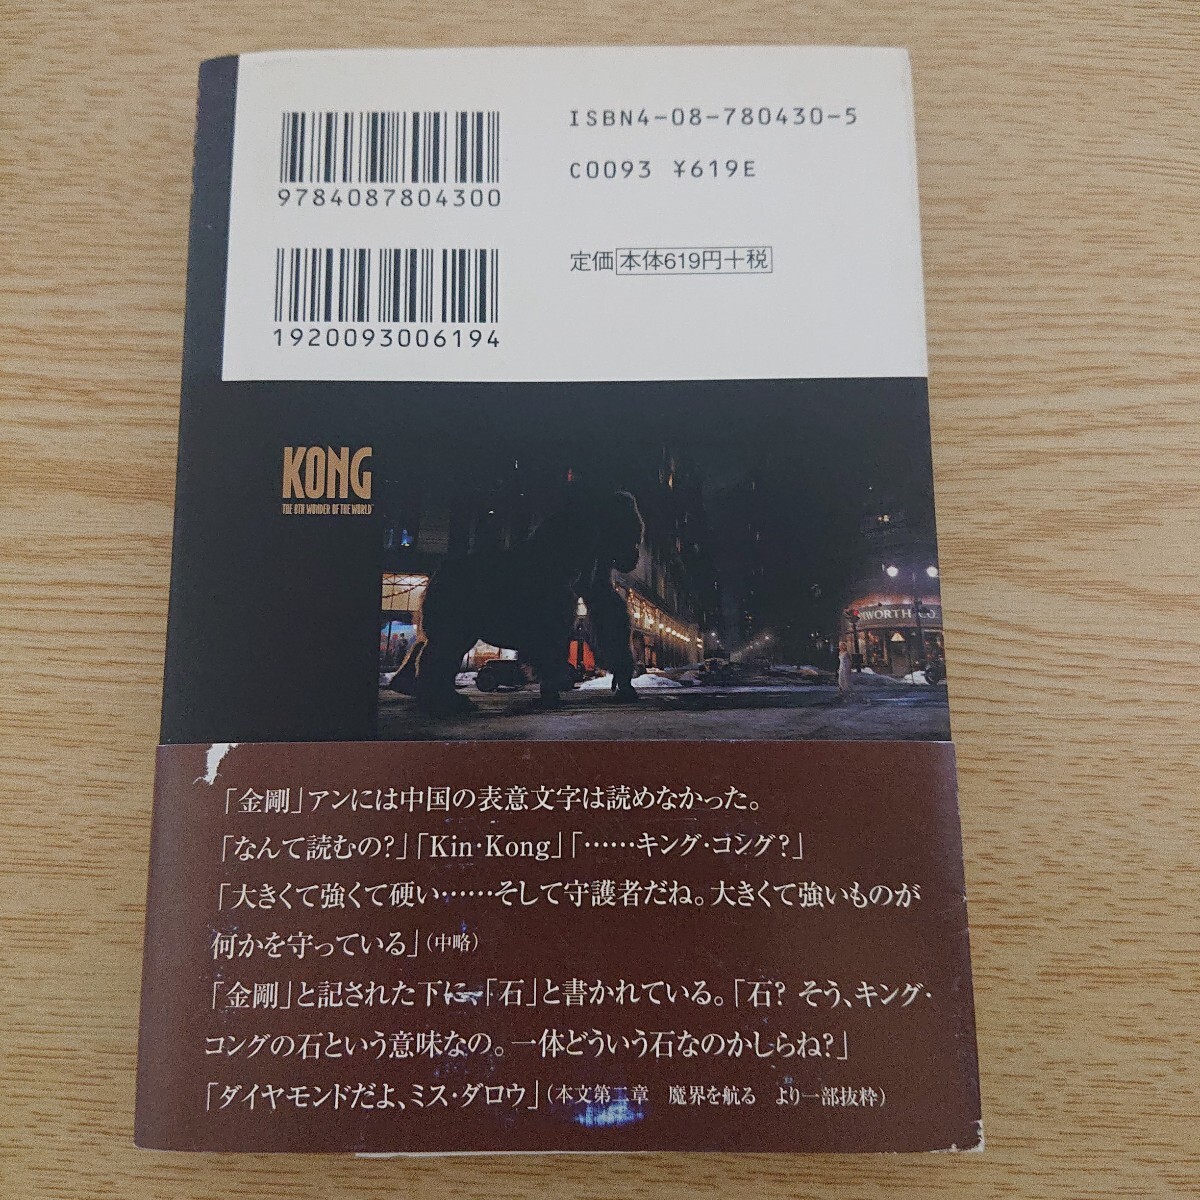 9784087804300
ISBN4-08-780430-5
C0093 ¥619E
1920093006194
定価 本体619円+税
KONG
THE 8TH WONDER OF THE WORLD™
WORTH CO.
「金剛」アンには中国の表意文字は読めなかった。
「なんて読むの?」「Kin・Kong」「……キング・コング?」
「大きくて強くて硬い……そして守護者だね。大きくて強いものが
何かを守っている」(中略)
「金剛」と記された下に、「石」と書かれている。「石? そう、キング・
コングの石という意味なの。一体どういう石なのかしらね?」
「ダイヤモンドだよ、ミス・ダロウ」(本文第二章 魔界を航る より一部抜粋)